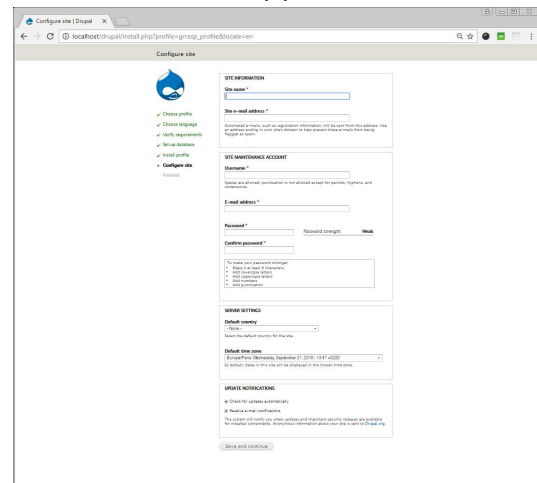 Configure site | Drupal
localhost/drupal/install.php?profile=grrasp_profile&locale=en
Configure site
Choose profile
Choose language
Verify requirements
Set up database
Install profile
Configure site
Finished
SITE INFORMATION
Site name *
Site e-mail address *
Automated e-mails, such as registration information, will be sent from this address. Use
an address ending in your site's domain to help prevent these e-mails from being
flagged as spam.
SITE MAINTENANCE ACCOUNT
Username *
Spaces are allowed; punctuation is not allowed except for periods, hyphens, and
underscores.
E-mail address *
Password *
Password strength: Weak
Confirm password *
To make your password stronger:
Make it at least 6 characters
Add lowercase letters
Add uppercase letters
Add numbers
Add punctuation
SERVER SETTINGS
Default country
- None -
Select the default country for the site.
Default time zone
By default, dates in this site will be displayed in the chosen time zone.
UPDATE NOTIFICATIONS
Check for updates automatically
Receive e-mail notifications
The system will notify you when updates and important security releases are available
for installed components. Anonymous information about your site is sent to Drupal.org.
Save and continue